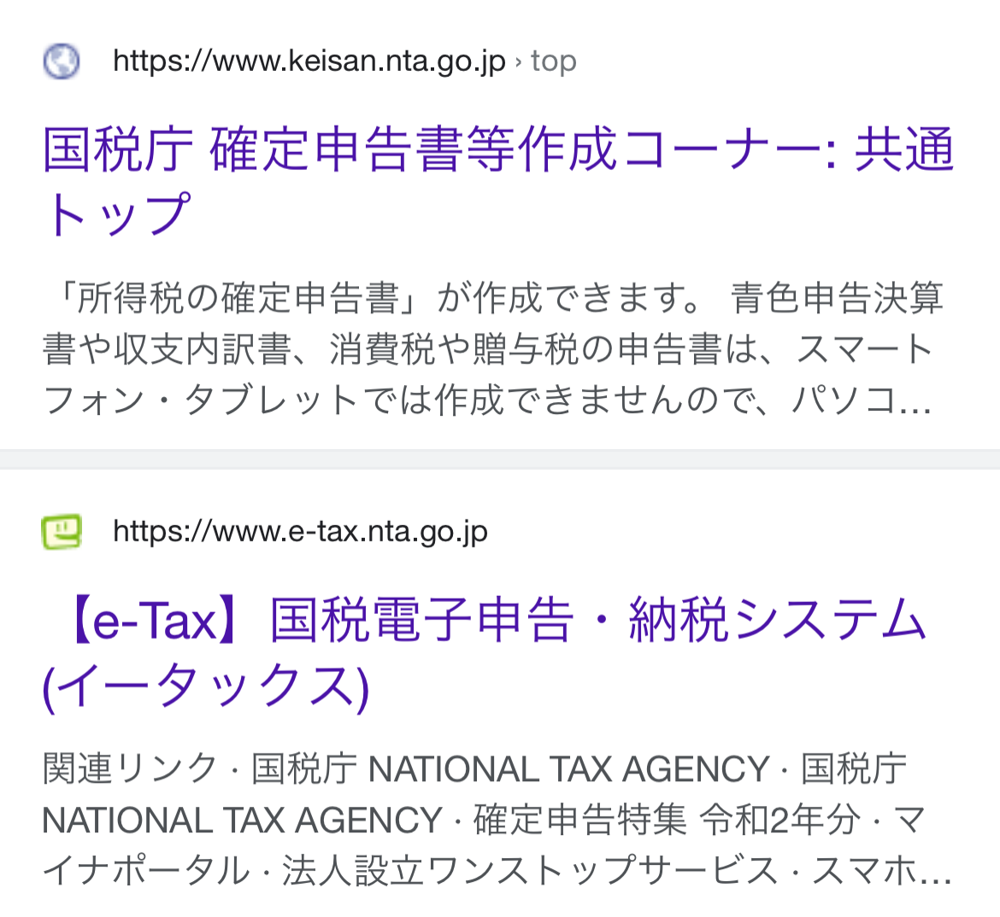 https://www.keisan.nta.go.jp › top
国税庁 確定申告書等作成コーナー: 共通
トップ
「所得税の確定申告書」が作成できます。 青色申告決算
書や収支内訳書、消費税や贈与税の申告書は、スマート
フォン・タブレットでは作成できませんので、パソコ...
https://www.e-tax.nta.go.jp
【e-Tax】国税電子申告・納税システム
(イータックス)
関連リンク · 国税庁 NATIONAL TAX AGENCY · 国税庁
NATIONAL TAX AGENCY · 確定申告特集 令和2年分 · マ
イナポータル · 法人設立ワンストップサービス · スマホ...